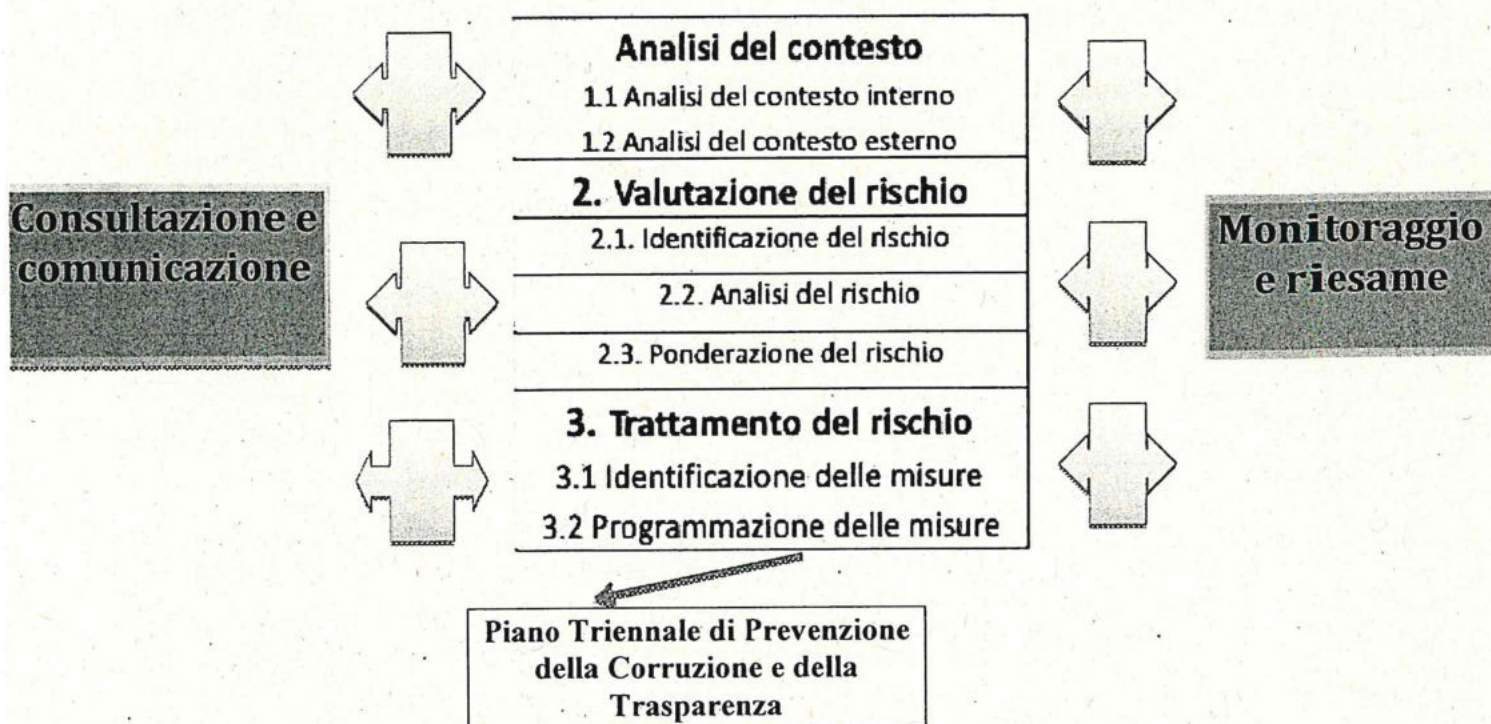 Analisi del contesto
1.1 Analisi del contesto interno
1.2 Analisi del contesto esterno
2. Valutazione del rischio
2.1. Identificazione del rischio
2.2. Analisi del rischio
2.3. Ponderazione del rischio
3. Trattamento del rischio
3.1 Identificazione delle misure
3.2 Programmazione delle misure
Consultazione e
comunicazione
Monitoraggio
e riesame
Piano Triennale di Prevenzione
della Corruzione e della
Trasparenza